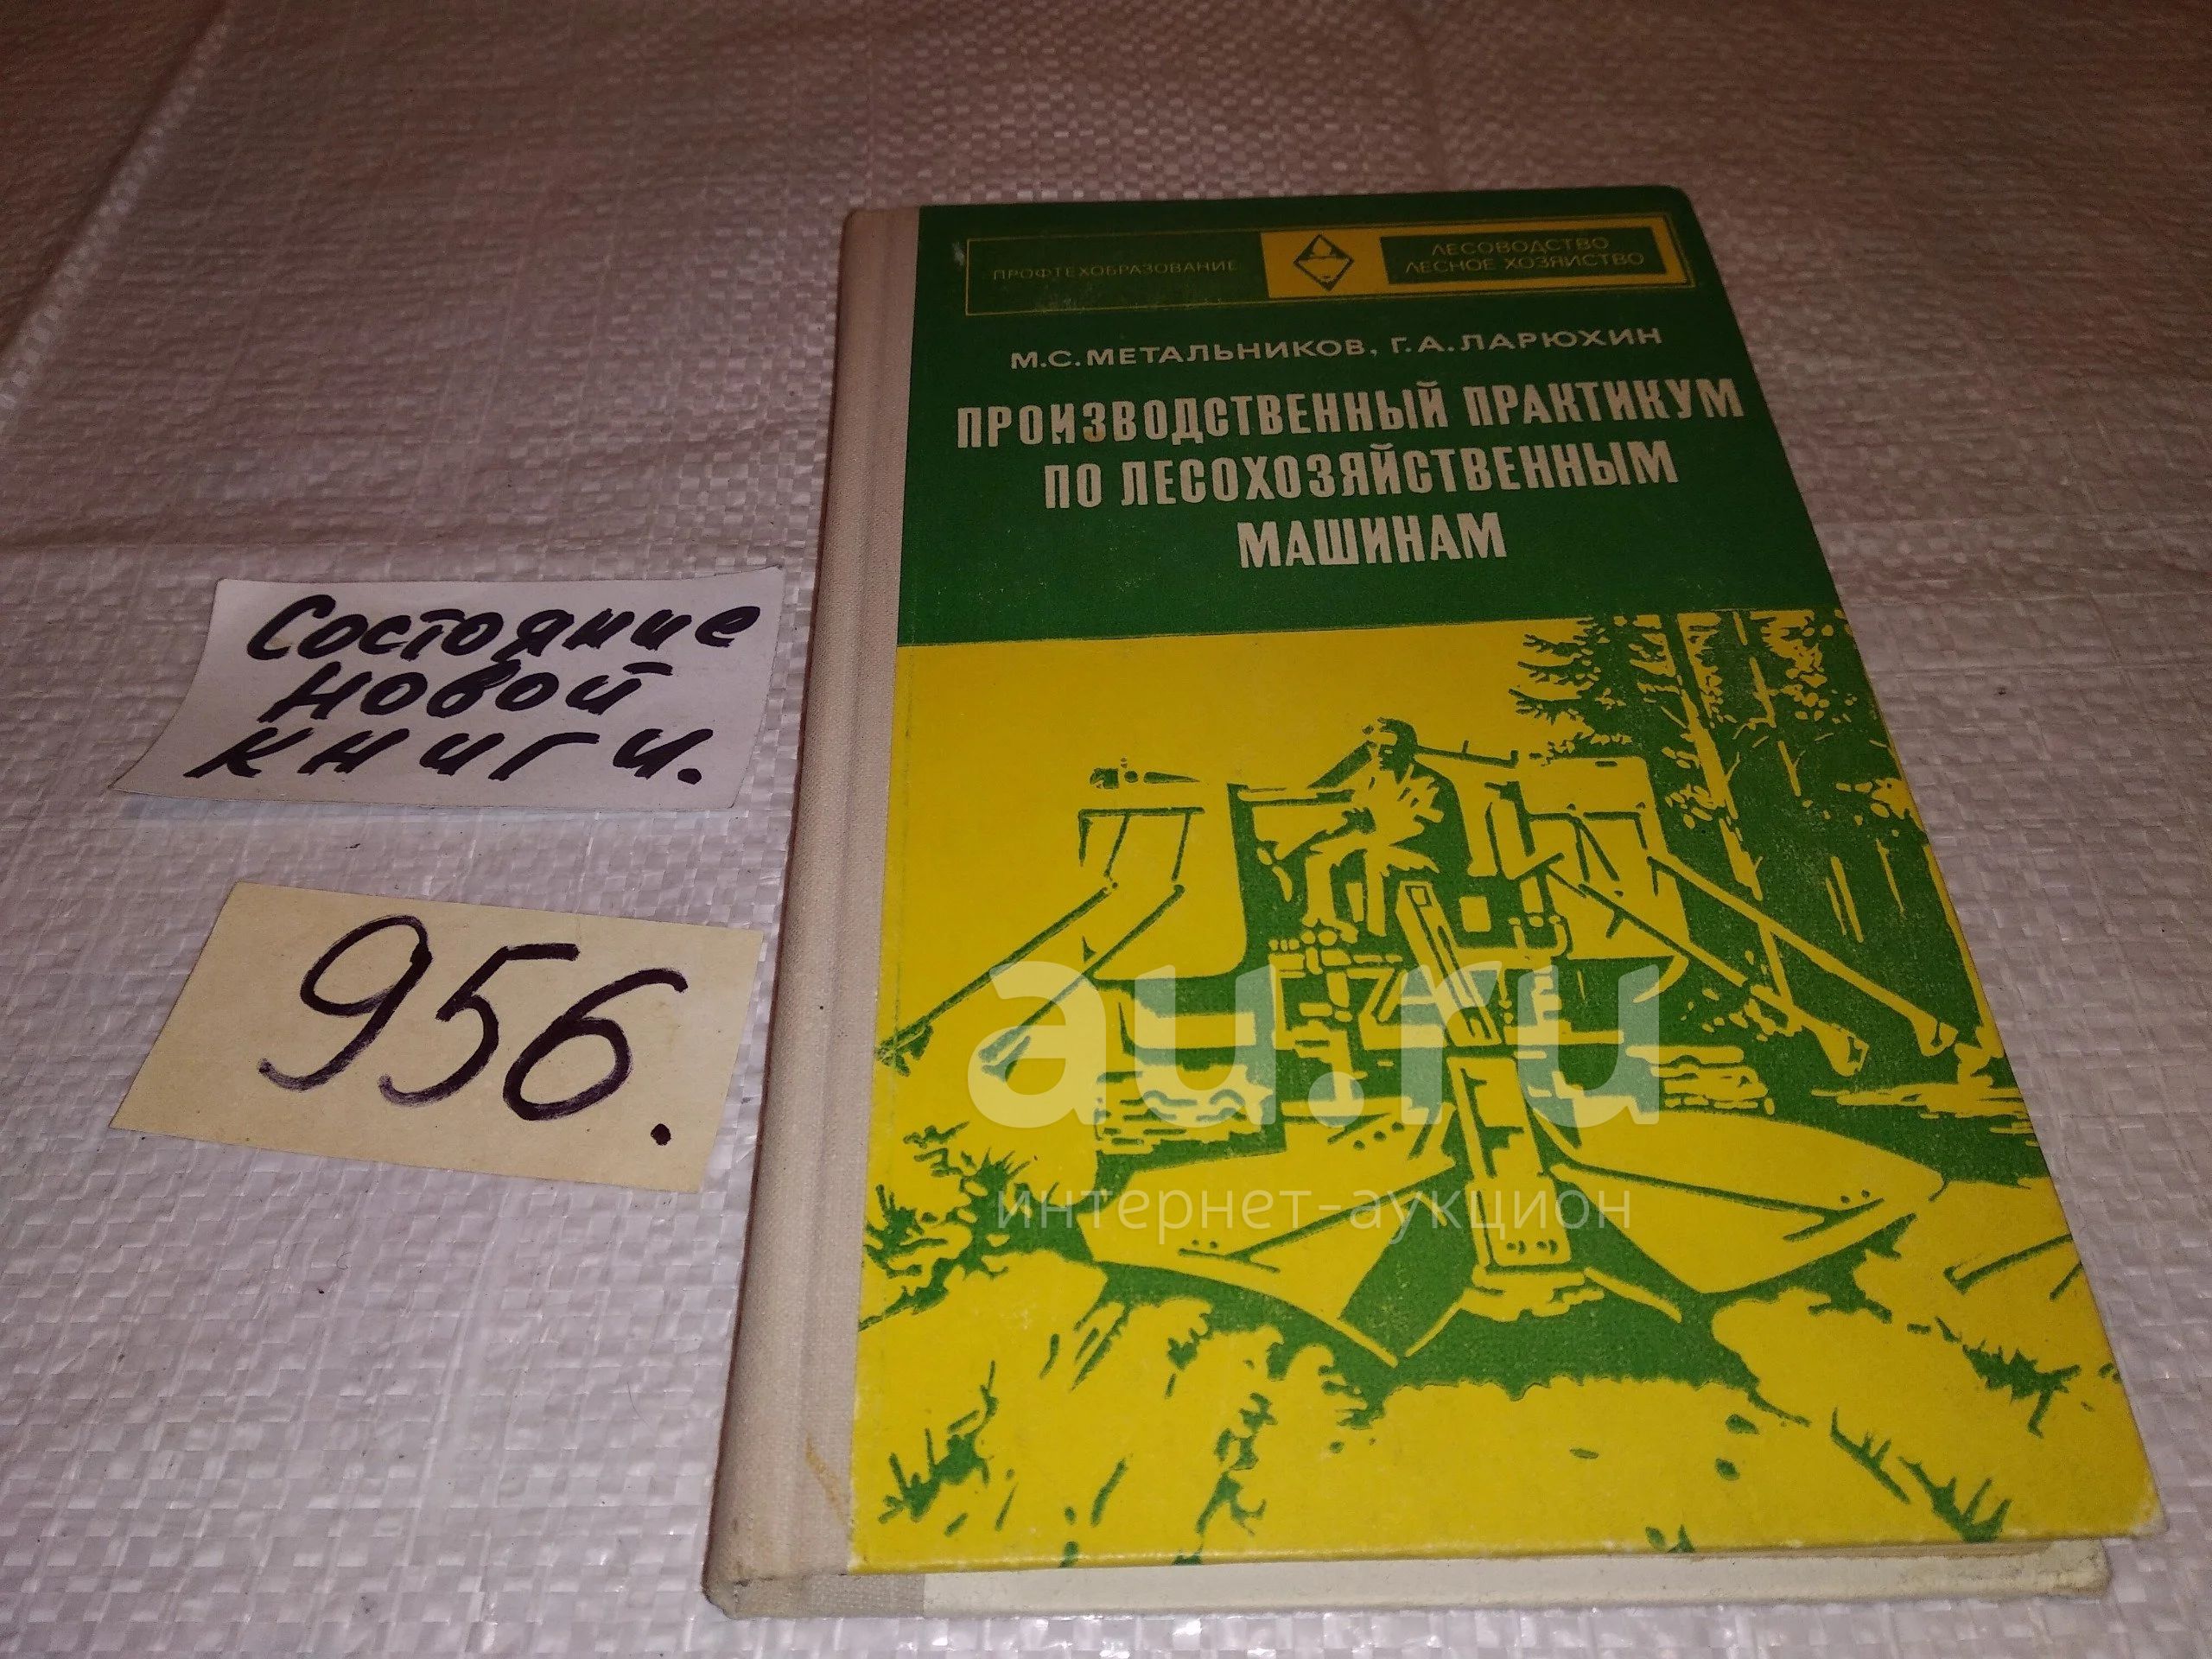 ПРОФТЕХОБРАЗОВАНИЕ
ЛЕСОВОДСТВО
ЛЕСНОЕ ХОЗЯЙСТВО
М.С.МЕТАЛЬНИКОВ, Г.А.ЛАРЮХИН
ПРОИЗВОДСТВЕННЫЙ ПРАКТИКУМ
ПО ЛЕСОХОЗЯЙСТВЕННЫМ
МАШИНАМ
Состояние
новой
книги.
956.
au.ru
интернет-аукцион